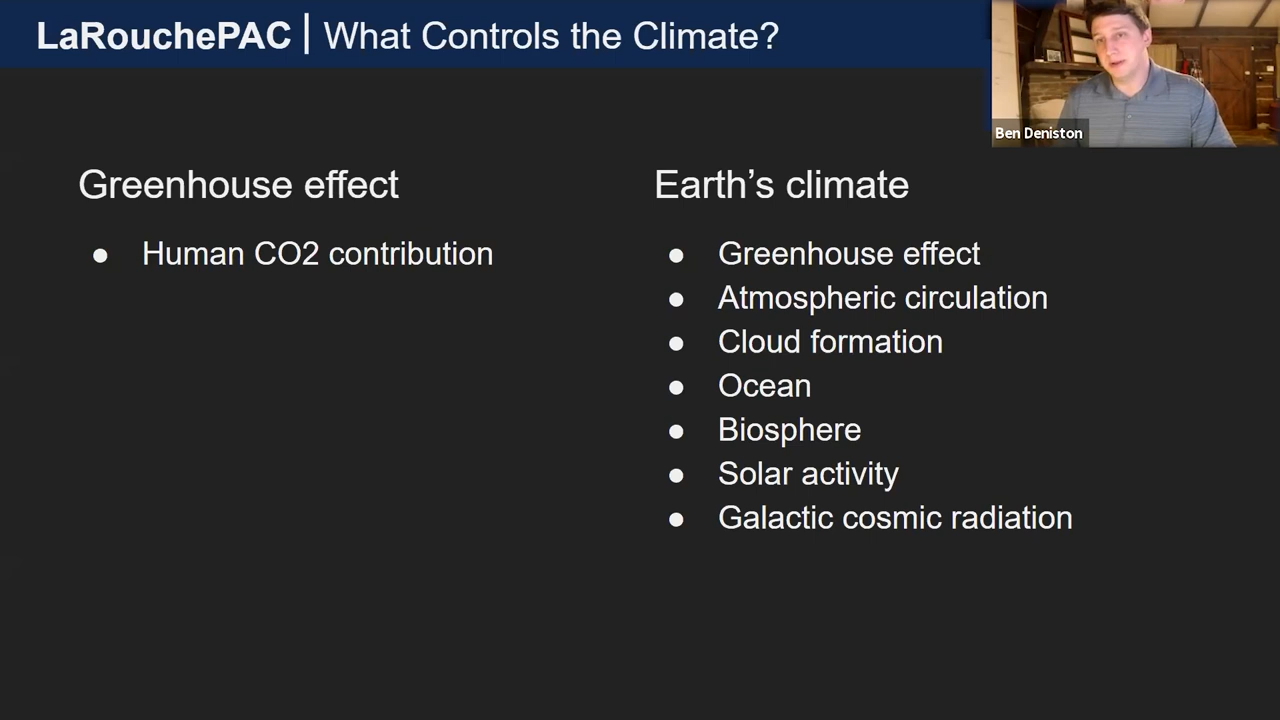 LaRouchePAC | What Controls the Climate?
Ben Deniston
Greenhouse effect
● Human CO2 contribution
Earth's climate
● Greenhouse effect
● Atmospheric circulation
● Cloud formation
● Ocean
● Biosphere
● Solar activity
● Galactic cosmic radiation